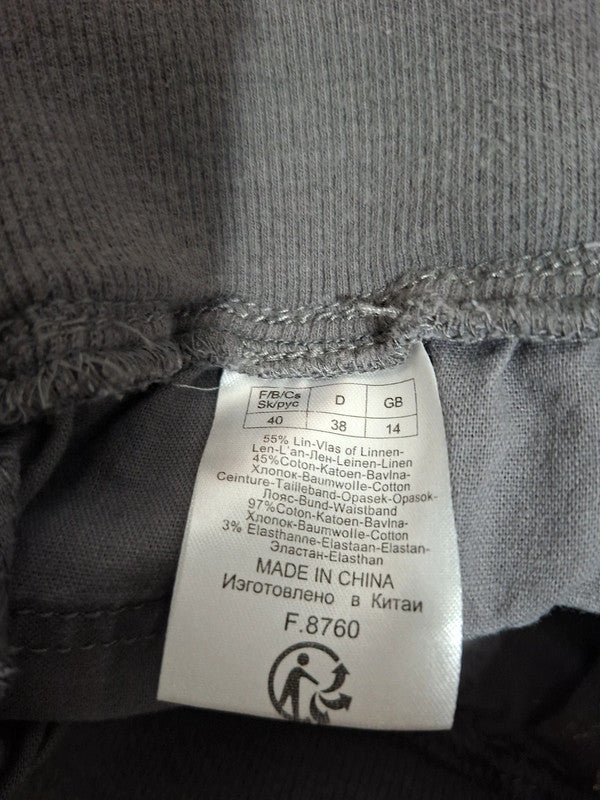 F/B/Cs D GB
Sk/рус
40 38 14
55% Lin-Vlas of Linnen-
Len-L'an-Лен-Leinen-Linen
45%Coton-Katoen-Bavlna-
Хлопок-Baumwolle-Cotton
Ceinture-Tailleband-Opasek-Opasok-
Лояс-Bund-Waistband
97%Coton-Katoen-Bavlna-
Хлопок-Baumwolle-Cotton
3% Elasthanne-Elastaan-Elastan-
Эластан-Elasthan
MADE IN CHINA
Изготовлено в Китаи
F.8760